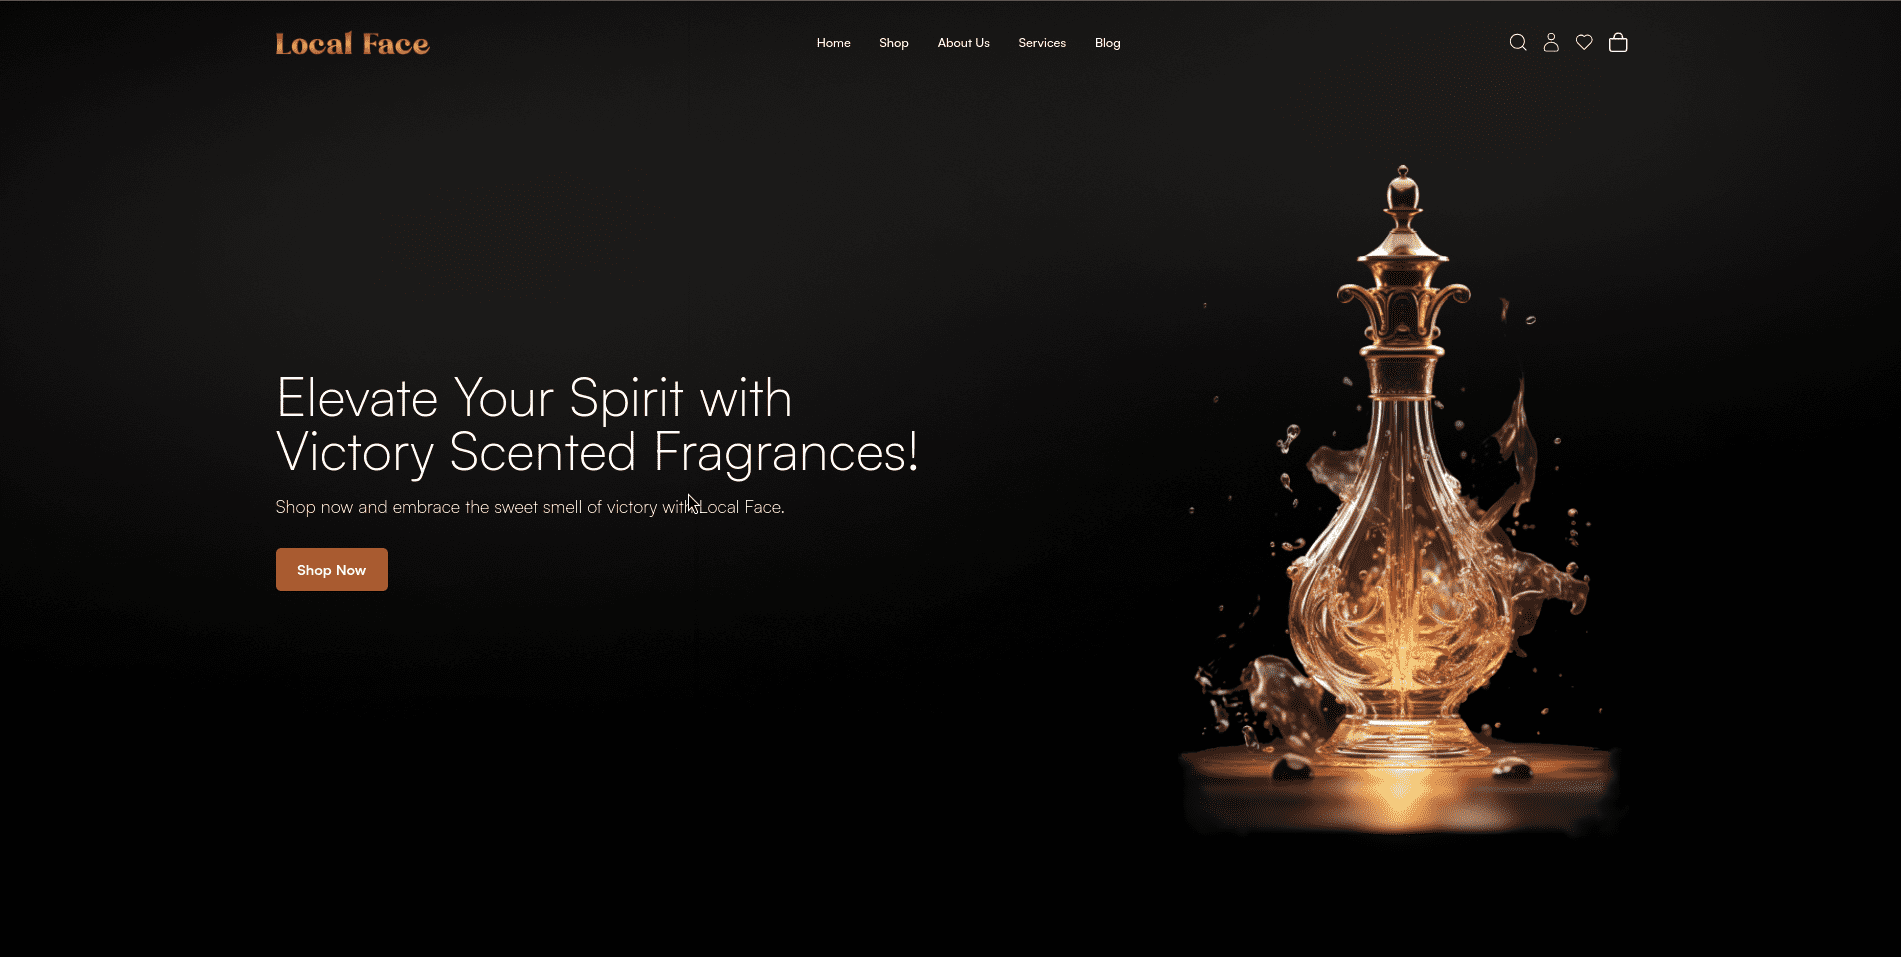 Local Face
Home Shop About Us Services Blog
Elevate Your Spirit with
Victory Scented Fragrances!
Shop now and embrace the sweet smell of victory with Local Face.
Shop Now